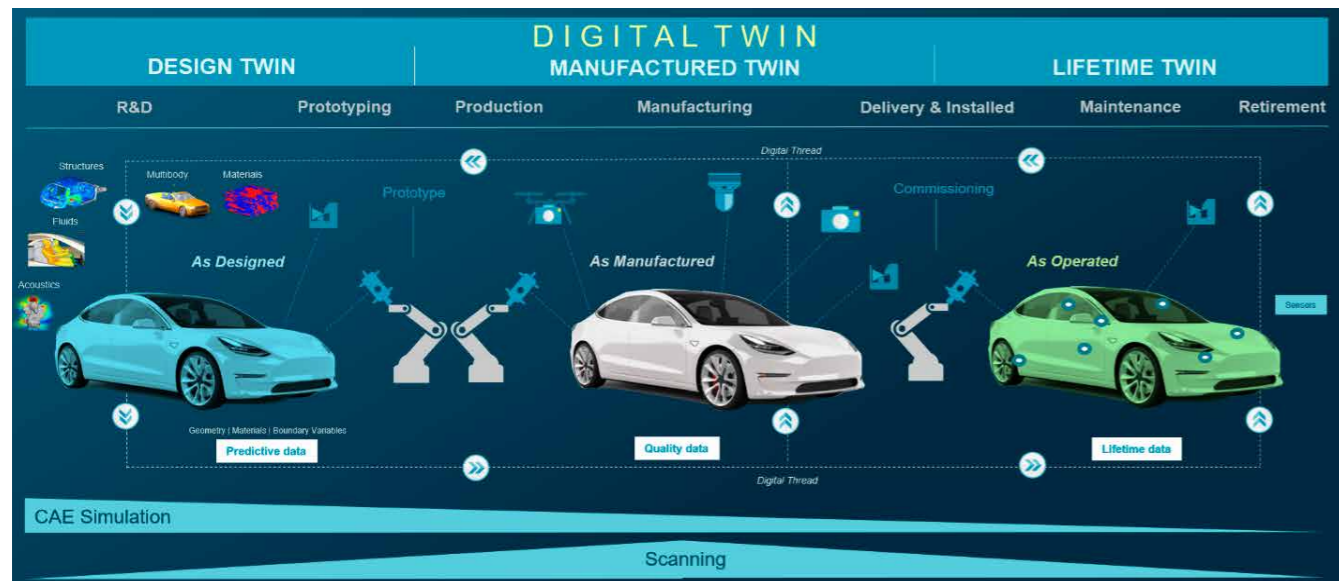 DIGITAL TWIN
DESIGN TWIN
MANUFACTURED TWIN
LIFETIME TWIN
R&D
Prototyping
Production
Manufacturing
Delivery & Installed
Maintenance
Retirement
Digital Thread
Structures
Multibody
Materials
Prototype
Commissioning
Fluids
As Designed
As Manufactured
As Operated
Acoustics
Sensors
Geometry | Materials | Boundary Variables
Predictive data
Quality data
Lifetime data
Digital Thread
CAE Simulation
Scanning